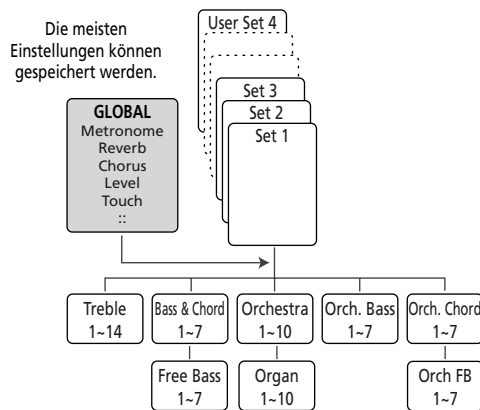 Die meisten
Einstellungen können
gespeichert werden.
User Set 4
Set 3
Set 2
Set 1
GLOBAL
Metronome
Reverb
Chorus
Level
Touch
::
Treble
1~14
Bass & Chord
1~7
Orchestra
1~10
Orch. Bass
1~7
Orch. Chord
1~7
Free Bass
1~7
Organ
1~10
Orch FB
1~7